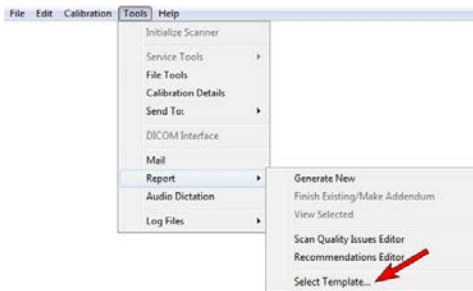 File Edit Calibration Tools Help
Initialize Scanner
Service Tools
File Tools
Calibration Details
Send To:
DICOM Interface
Mail
Report
Audio Dictation
Log Files
Generate New
Finish Existing/Make Addendum
View Selected
Scan Quality Issues Editor
Recommendations Editor
Select Template...